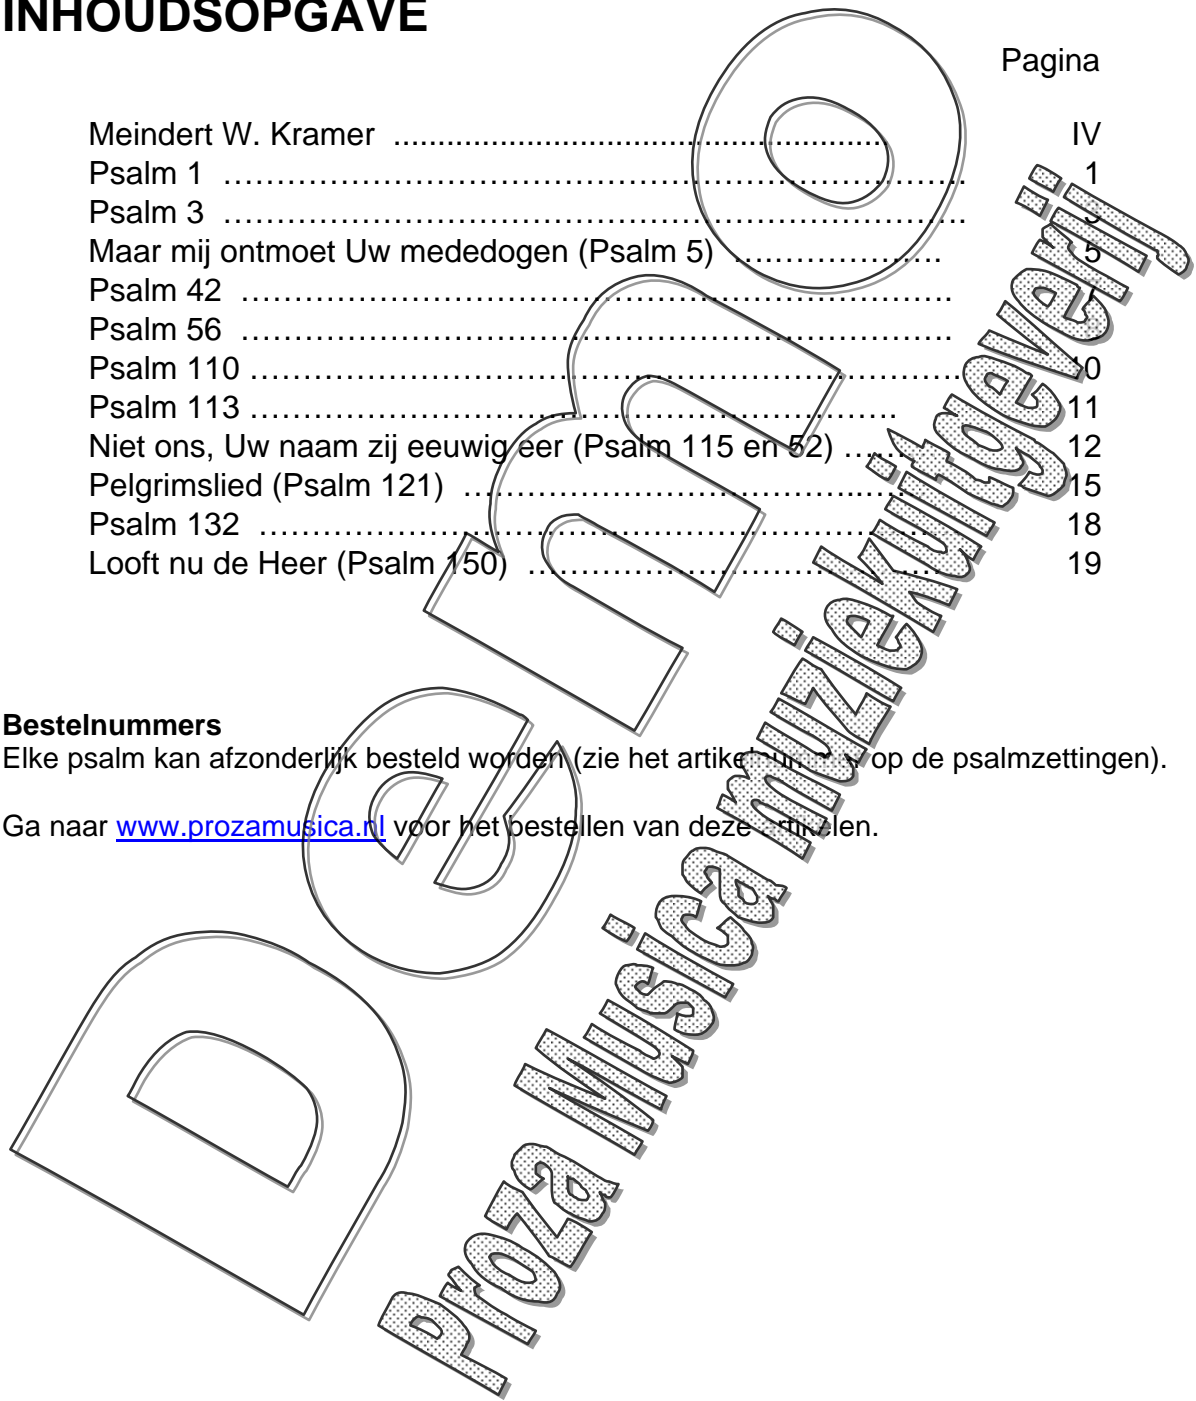 INHOUDSOPGAVE
Pagina
Meindert W. Kramer ........................................................ IV
Psalm 1 ……………………………………………………………………….. 1
Psalm 3 ……………………………………………………………………….. 3
Maar mij ontmoet Uw mededogen (Psalm 5) ………………… 5
Psalm 42 …………………………………………………………………
Psalm 56 …………………………………………………………………
Psalm 110 ………………………………………………………………… 10
Psalm 113 …………………………………………………………. 11
Niet ons, Uw naam zij eeuwig eer (Psalm 115 en 52) …… 12
Pelgrimslied (Psalm 121) …………………………………..…… 15
Psalm 132 ……………………………………………………………… 18
Looft nu de Heer (Psalm 150) …………………………………….. 19
Bestelnummers
Elke psalm kan afzonderlijk besteld worden (zie het artikelnummer op de psalmzettingen).
Ga naar www.prozamusica.nl voor het bestellen van deze artikelen.
Demo
Proza Musica muziekuitgeverij